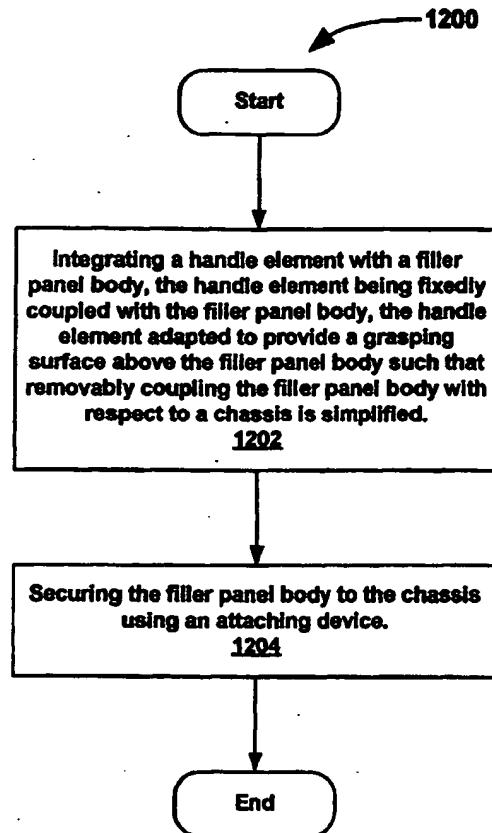 1200
Start
Integrating a handle element with a filler
panel body, the handle element being fixedly
coupled with the filler panel body, the handle
element adapted to provide a grasping
surface above the filler panel body such that
removably coupling the filler panel body with
respect to a chassis is simplified.
1202
Securing the filler panel body to the chassis
using an attaching device.
1204
End